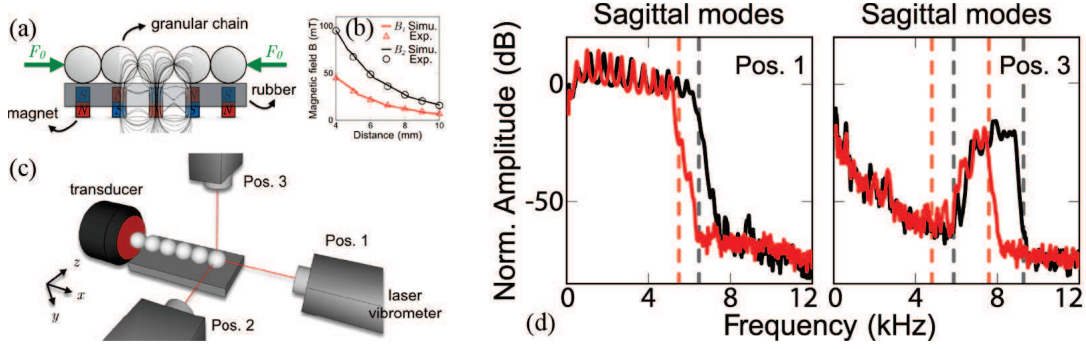 (a)
granular chain
F0
F0
S
N
S
N
S
N
rubber
magnet
(b)
B1 Simu.
Exp.
B2 Simu.
Exp.
Magnetic field B (mT)
100
50
0
4
6
8
10
Distance (mm)
(c)
transducer
Pos. 3
Pos. 1
laser
vibrometer
Pos. 2
z
x
y
(d)
Sagittal modes
Sagittal modes
Pos. 1
Pos. 3
Norm. Amplitude (dB)
0
-50
0
4
8
12
0
4
8
12
Frequency (kHz)